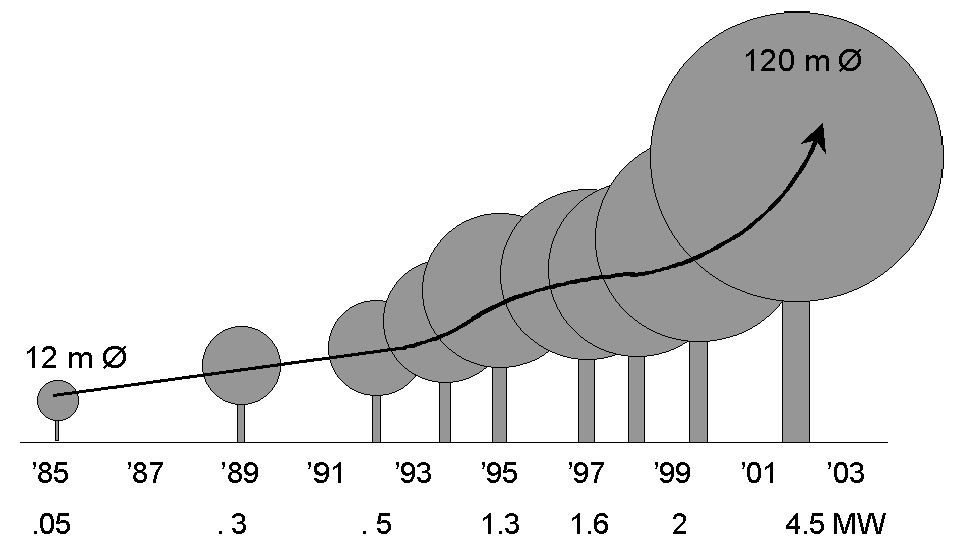 120 m Ø
12 m Ø
’85 ’87 ’89 ’91 ’93 ’95 ’97 ’99 ’01 ’03
.05 . 3 . 5 1.3 1.6 2 4.5 MW